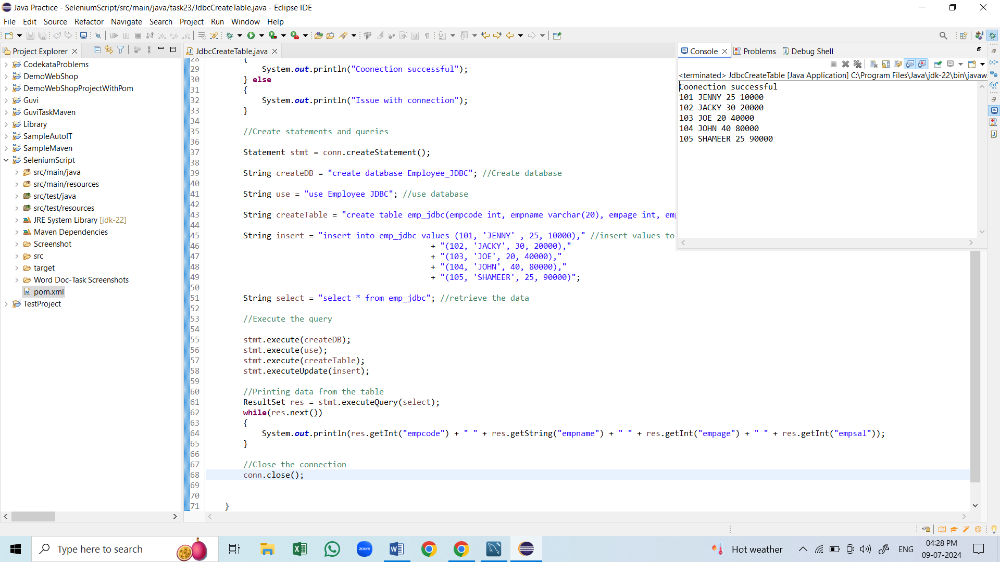 Java Practice - SeleniumScript/src/main/java/task23/JdbcCreateTable.java - Eclipse IDE
File Edit Source Refactor Navigate Search Project Run Window Help
Project Explorer
CodekataProblems
DemoWebShop
DemoWebShopProjectWithPom
Guvi
GuviTaskMaven
Library
SampleAutoIT
SampleMaven
SeleniumScript
src/main/java
src/main/resources
src/test/java
src/test/resources
JRE System Library [jdk-22]
Maven Dependencies
Screenshot
src
target
Word Doc-Task Screenshots
pom.xml
TestProject
JdbcCreateTable.java
28 {
29 System.out.println("Coonection successful");
30 } else
31 {
32 System.out.println("Issue with connection");
33 }
34
35 //Create statements and queries
36
37 Statement stmt = conn.createStatement();
38
39 String createDB = "create database Employee_JDBC"; //Create database
40
41 String use = "use Employee_JDBC"; //use database
42
43 String createTable = "create table emp_jdbc(empcode int, empname varchar(20), empage int, em
44
45 String insert = "insert into emp_jdbc values (101, 'JENNY' , 25, 10000)," //insert values to
46 + "(102, 'JACKY', 30, 20000),"
47 + "(103, 'JOE', 20, 40000),"
48 + "(104, 'JOHN', 40, 80000),"
49 + "(105, 'SHAMEER', 25, 90000)";
50
51 String select = "select * from emp_jdbc"; //retrieve the data
52
53 //Execute the query
54
55 stmt.execute(createDB);
56 stmt.execute(use);
57 stmt.execute(createTable);
58 stmt.executeUpdate(insert);
59
60 //Printing data from the table
61 ResultSet res = stmt.executeQuery(select);
62 while(res.next())
63 {
64 System.out.println(res.getInt("empcode") + " " + res.getString("empname") + " " + res.getInt("empage") + " " + res.getInt("empsal"));
65 }
66
67 //Close the connection
68 conn.close();
69
70
71 }
Console Problems Debug Shell
<terminated> JdbcCreateTable [Java Application] C:\Program Files\Java\jdk-22\bin\javaw
Coonection successful
101 JENNY 25 10000
102 JACKY 30 20000
103 JOE 20 40000
104 JOHN 40 80000
105 SHAMEER 25 90000
Type here to search
zoom
Hot weather
ENG
04:28 PM
09-07-2024